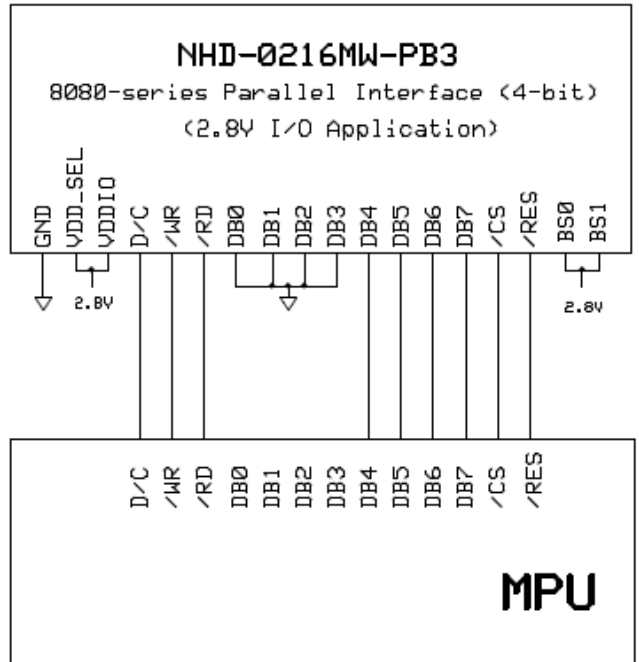 NHD-0216MW-PB3
8080-series Parallel Interface (4-bit)
(2.8V I/O Application)
GND
VDD_SEL
VDDIO
D/C
/WR
/RD
DB0
DB1
DB2
DB3
DB4
DB5
DB6
DB7
/CS
/RES
BS0
BS1
2.8V
2.8V
D/C
/WR
/RD
DB0
DB1
DB2
DB3
DB4
DB5
DB6
DB7
/CS
/RES
MPU